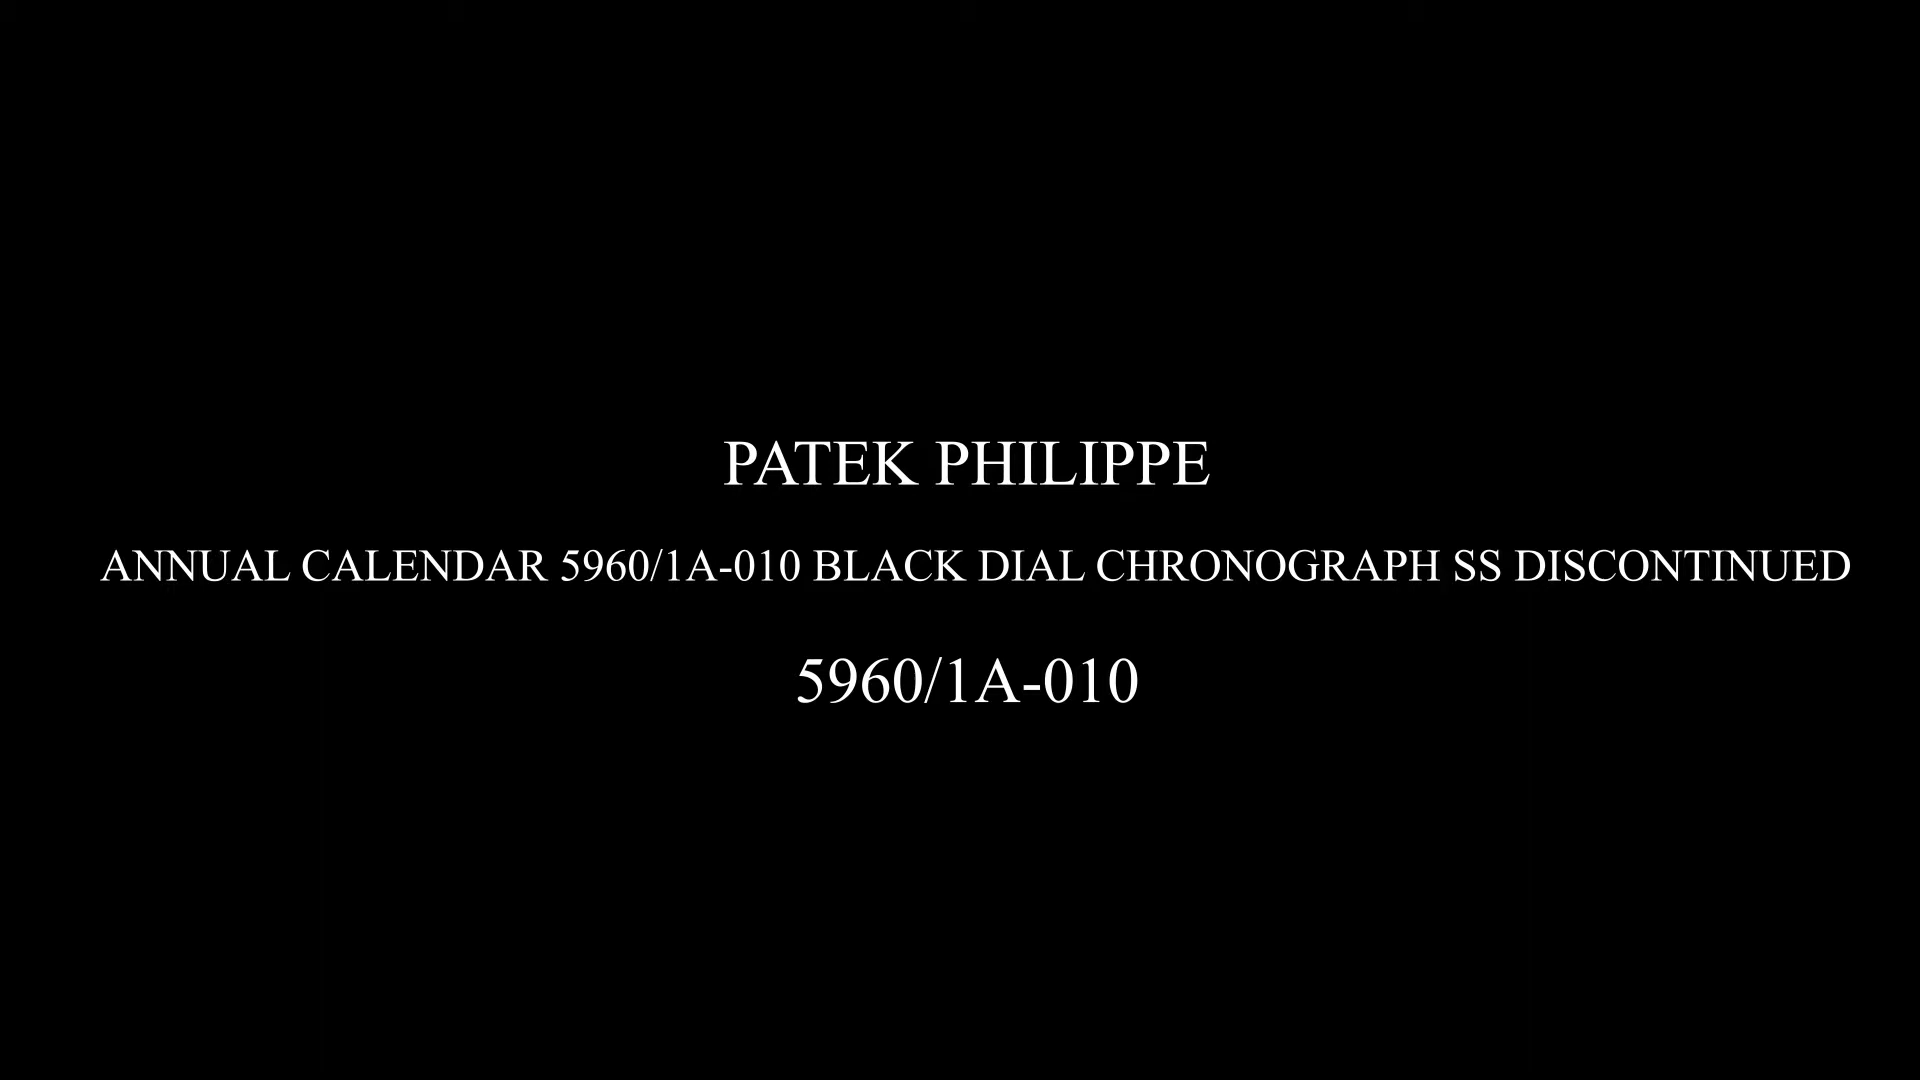 PATEK PHILIPPE
ANNUAL CALENDAR 5960/1A-010 BLACK DIAL CHRONOGRAPH SS DISCONTINUED
5960/1A-010